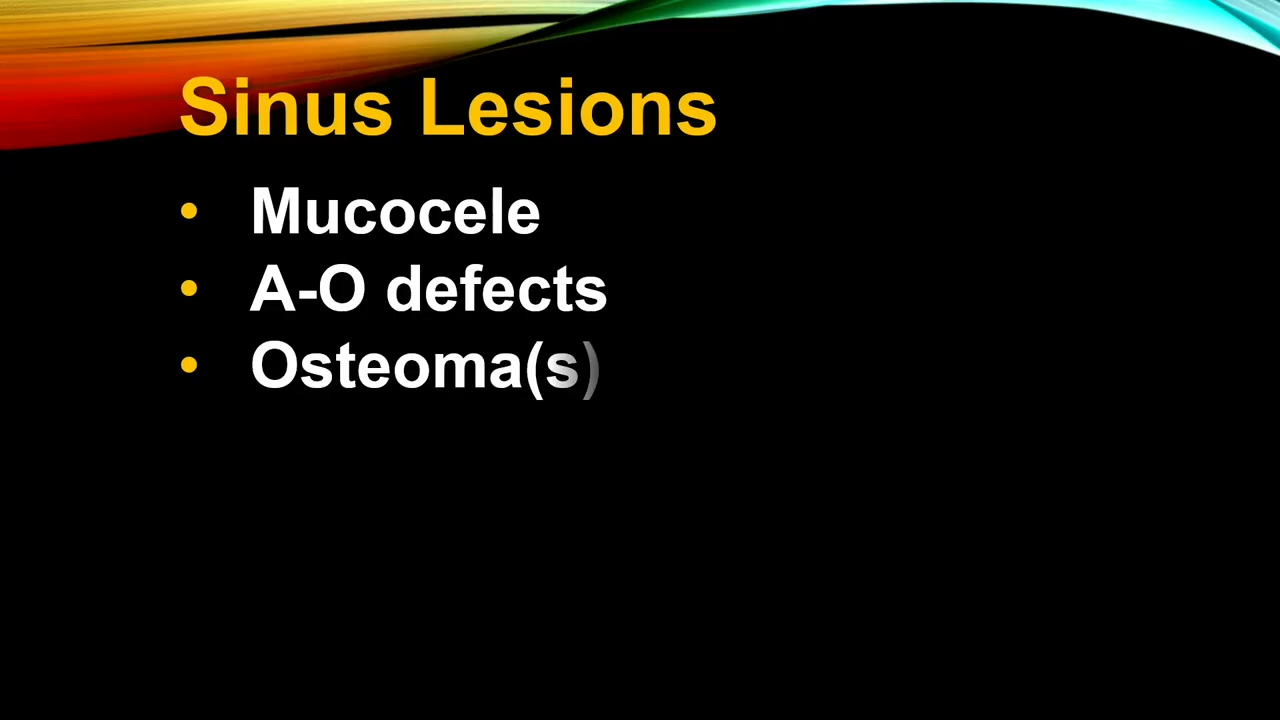 Sinus Lesions
• Mucocele
• A-O defects
• Osteoma(s)